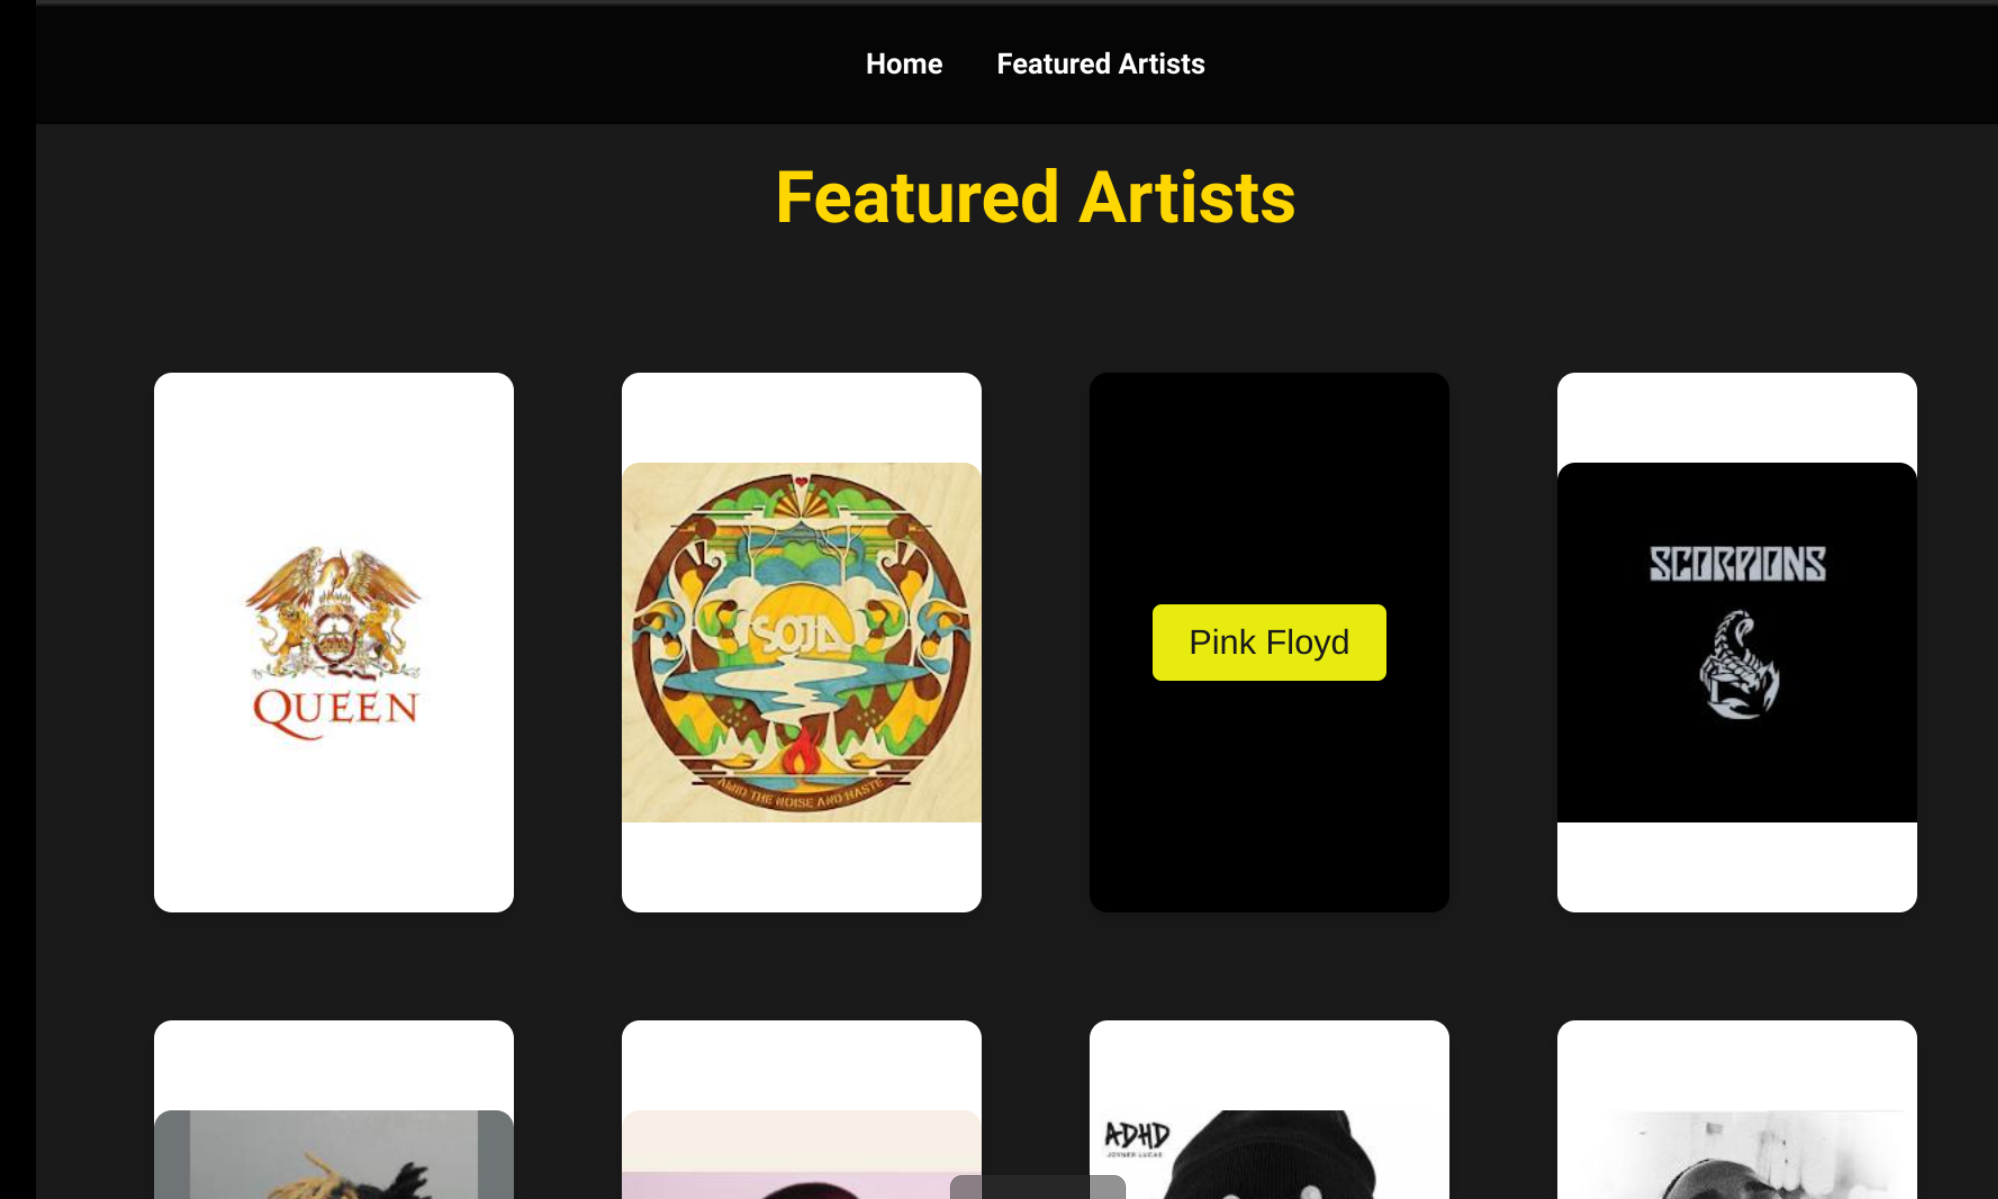 Home Featured Artists
Featured Artists
QUEEN
SOJA
AMID THE NOISE AND HASTE
Pink Floyd
SCORPIONS
ADHD
JOYNER LUCAS